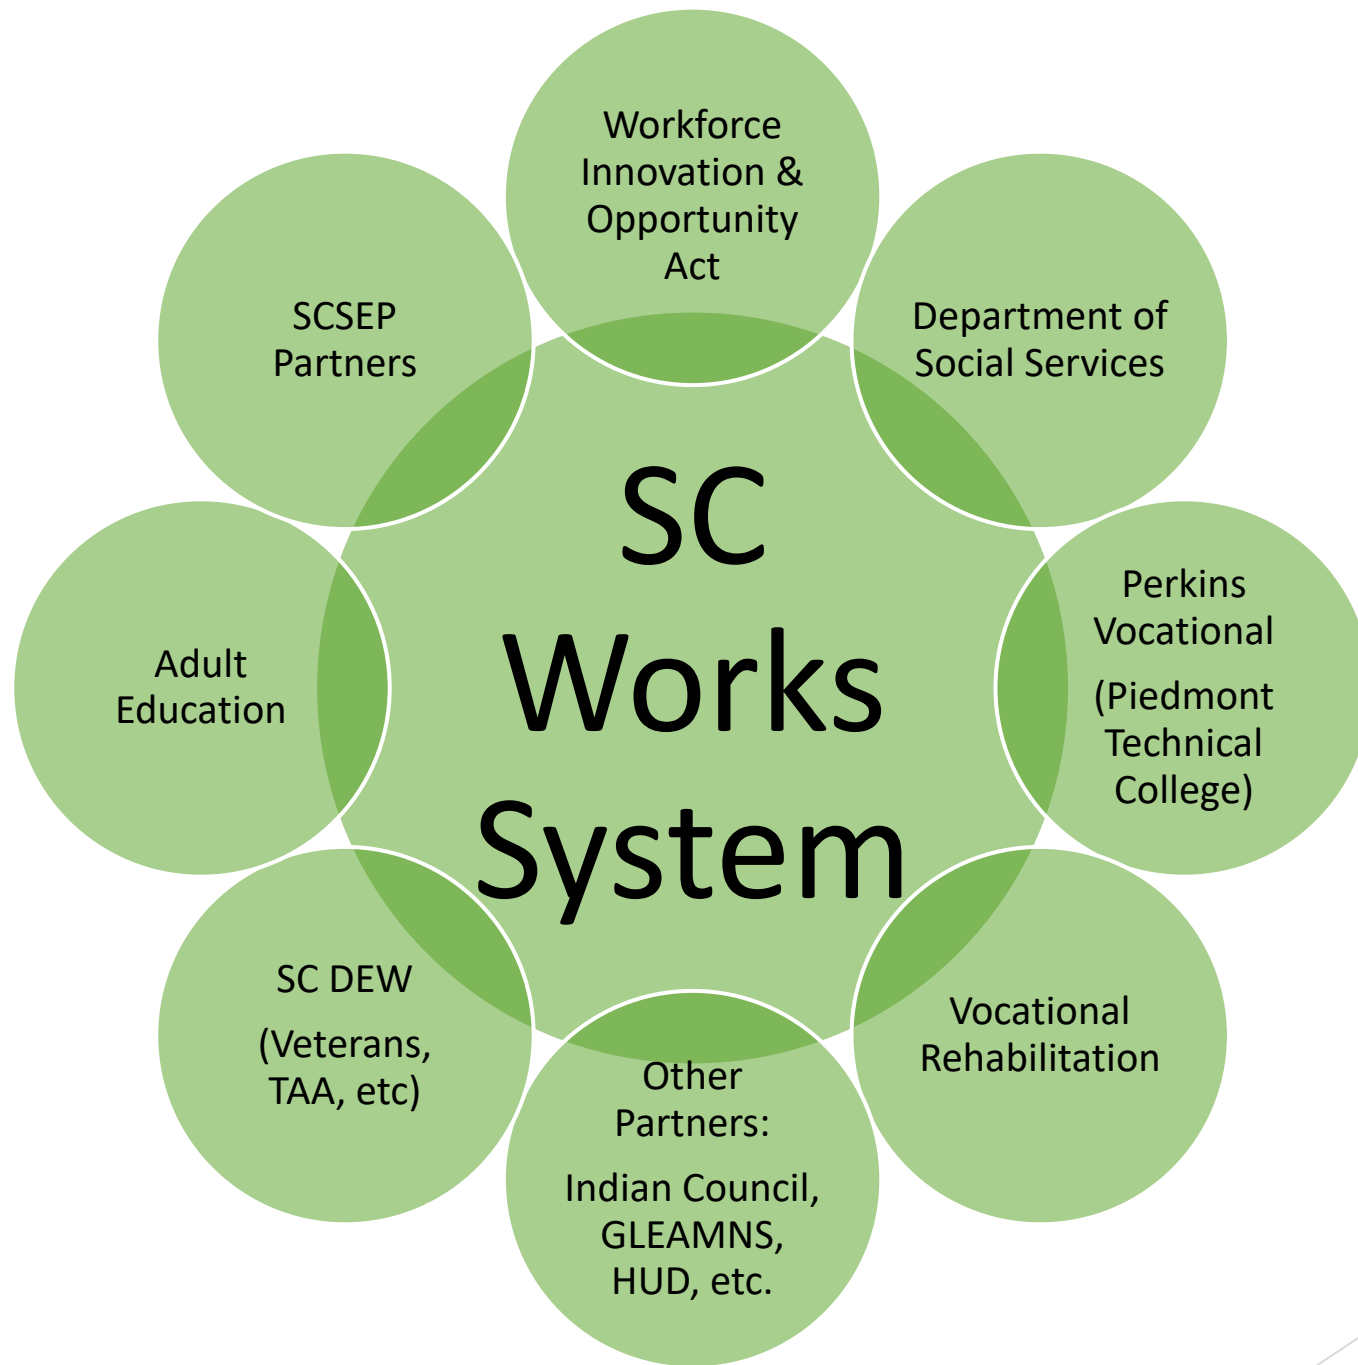 Workforce
Innovation &
Opportunity
Act
Department of
Social Services
Perkins
Vocational
(Piedmont
Technical
College)
Vocational
Rehabilitation
Other
Partners:
Indian Council,
GLEAMNS,
HUD, etc.
SC DEW
(Veterans,
TAA, etc)
Adult
Education
SCSEP
Partners
SC
Works
System